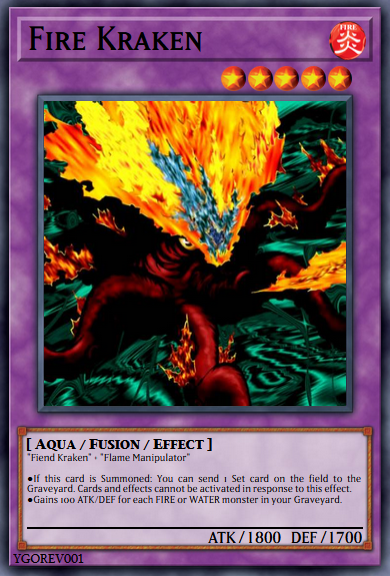 FIRE KRAKEN
FIRE
炎
[ AQUA / FUSION / EFFECT ]
"Fiend Kraken" + "Flame Manipulator"
●If this card is Summoned: You can send 1 Set card on the field to the
Graveyard. Cards and effects cannot be activated in response to this effect.
●Gains 100 ATK/DEF for each FIRE or WATER monster in your Graveyard.
ATK/1800 DEF/1700
YGOREV001